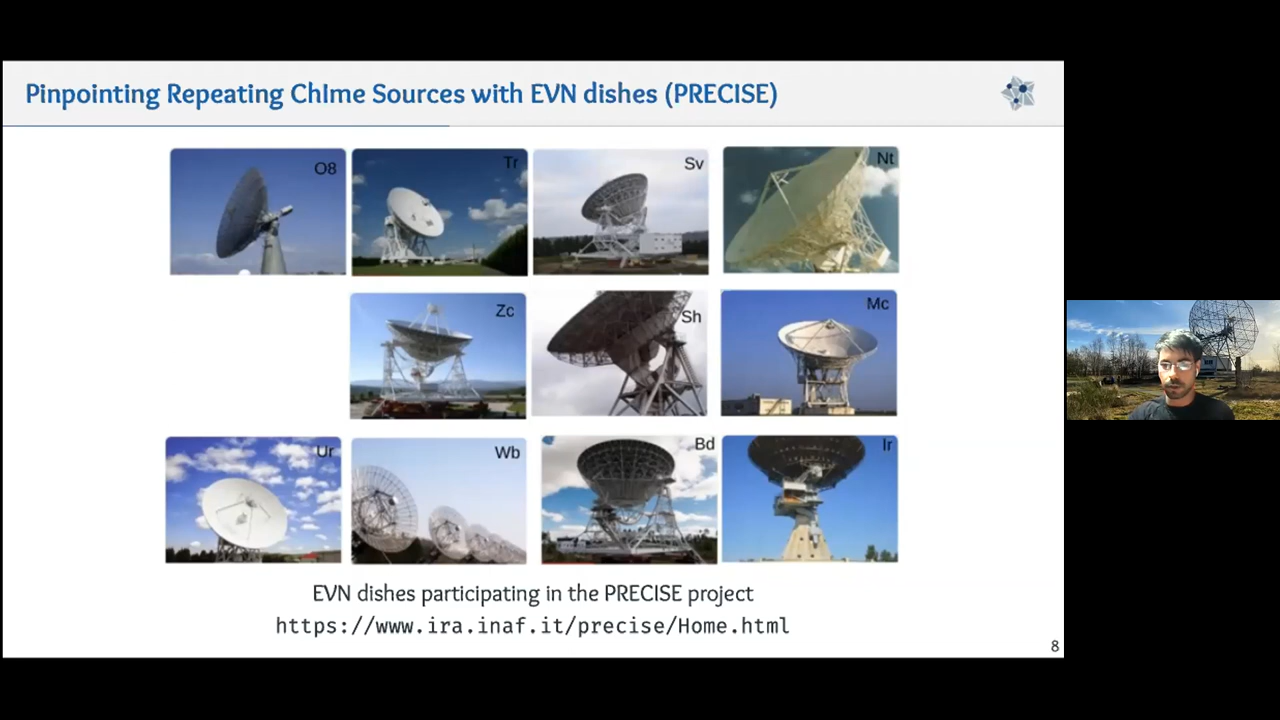 Pinpointing Repeating ChIme Sources with EVN dishes (PRECISE)
O8
Tr
Sv
Nt
Zc
Sh
Mc
Ur
Wb
Bd
Ir
EVN dishes participating in the PRECISE project
https://www.ira.inaf.it/precise/Home.html
8